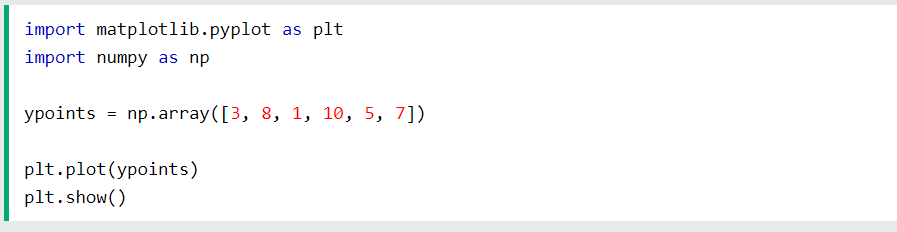 import matplotlib.pyplot as plt
import numpy as np
ypoints = np.array([3, 8, 1, 10, 5, 7])
plt.plot(ypoints)
plt.show()